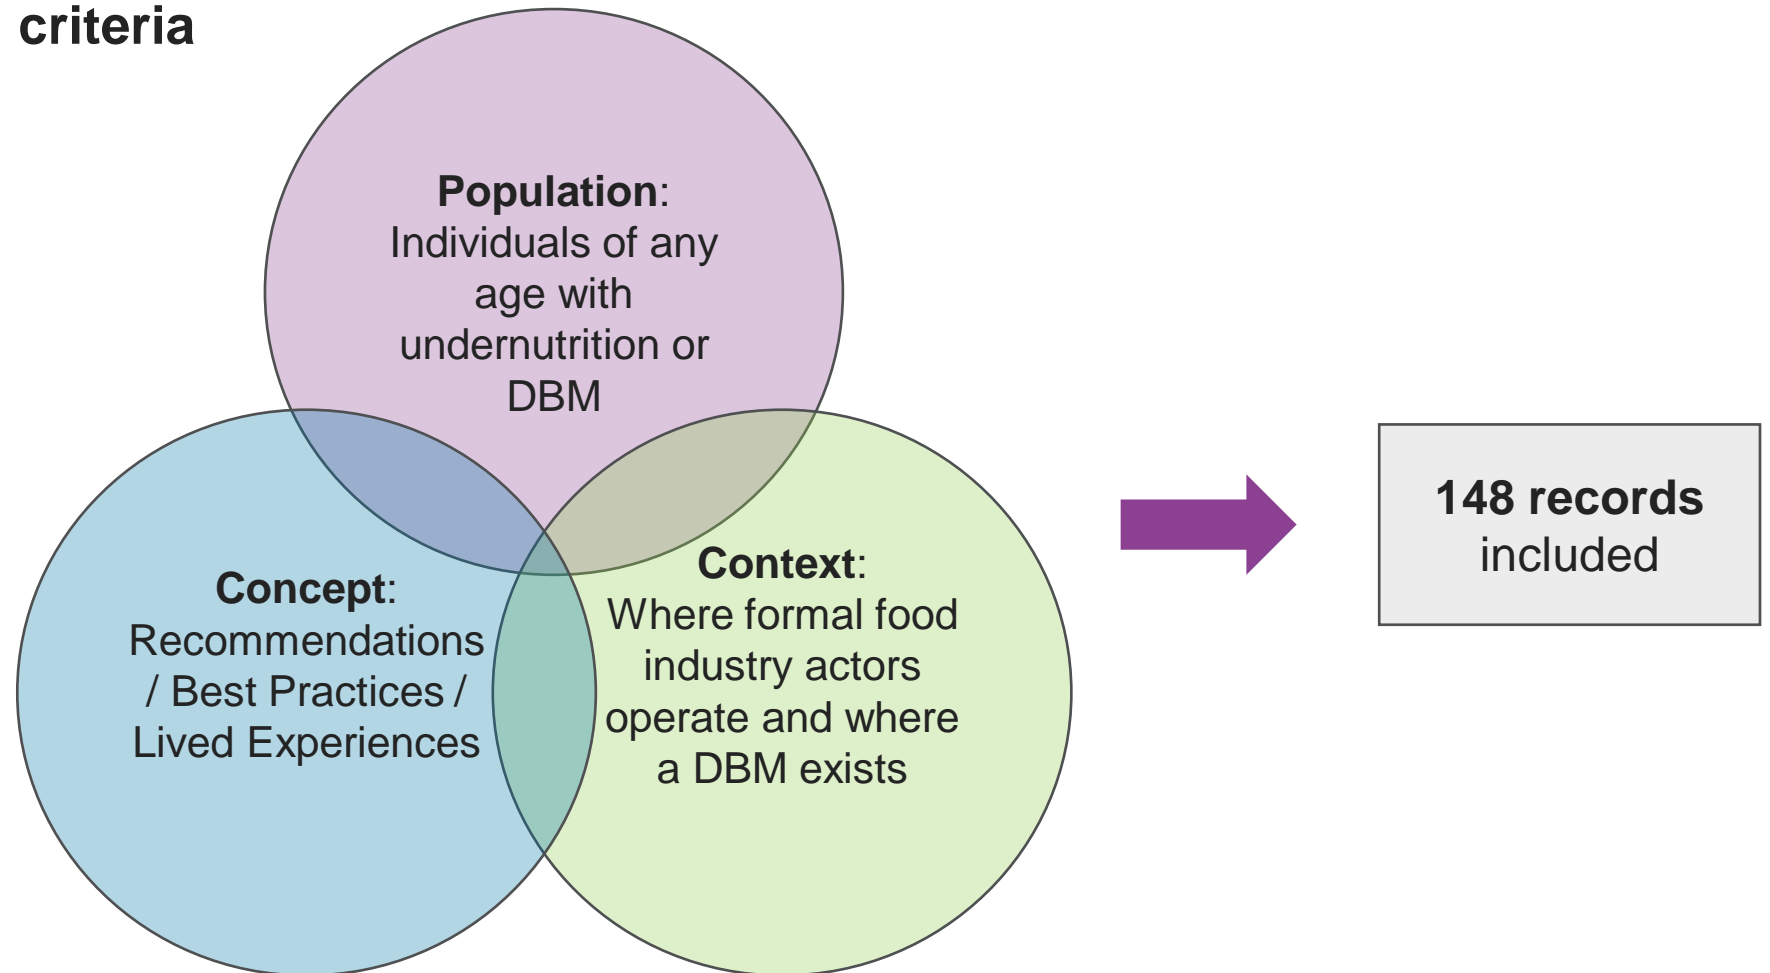 criteria
Population:
Individuals of any
age with
undernutrition or
DBM
Concept:
Recommendations
/ Best Practices /
Lived Experiences
Context:
Where formal food
industry actors
operate and where
a DBM exists
148 records
included